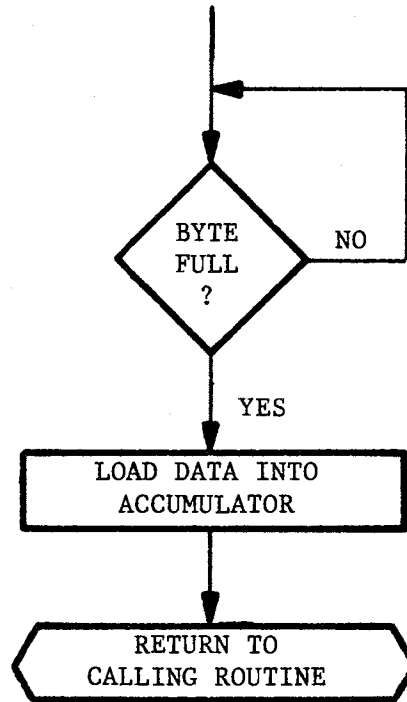 BYTE
FULL
?
NO
YES
LOAD DATA INTO
ACCUMULATOR
RETURN TO
CALLING ROUTINE